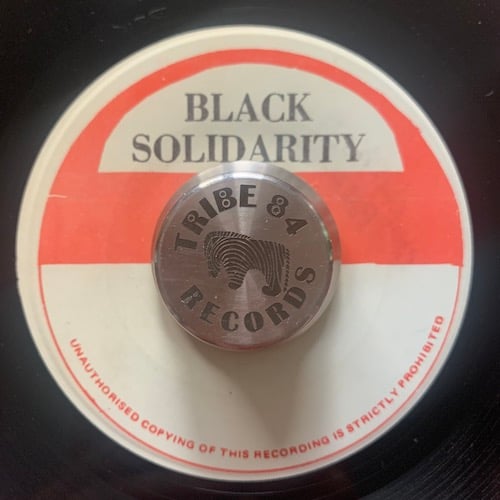 BLACK
SOLIDARITY
TRIBE 84
RECORDS
UNAUTHORISED COPYING OF THIS RECORDING IS STRICTLY PROHIBITED